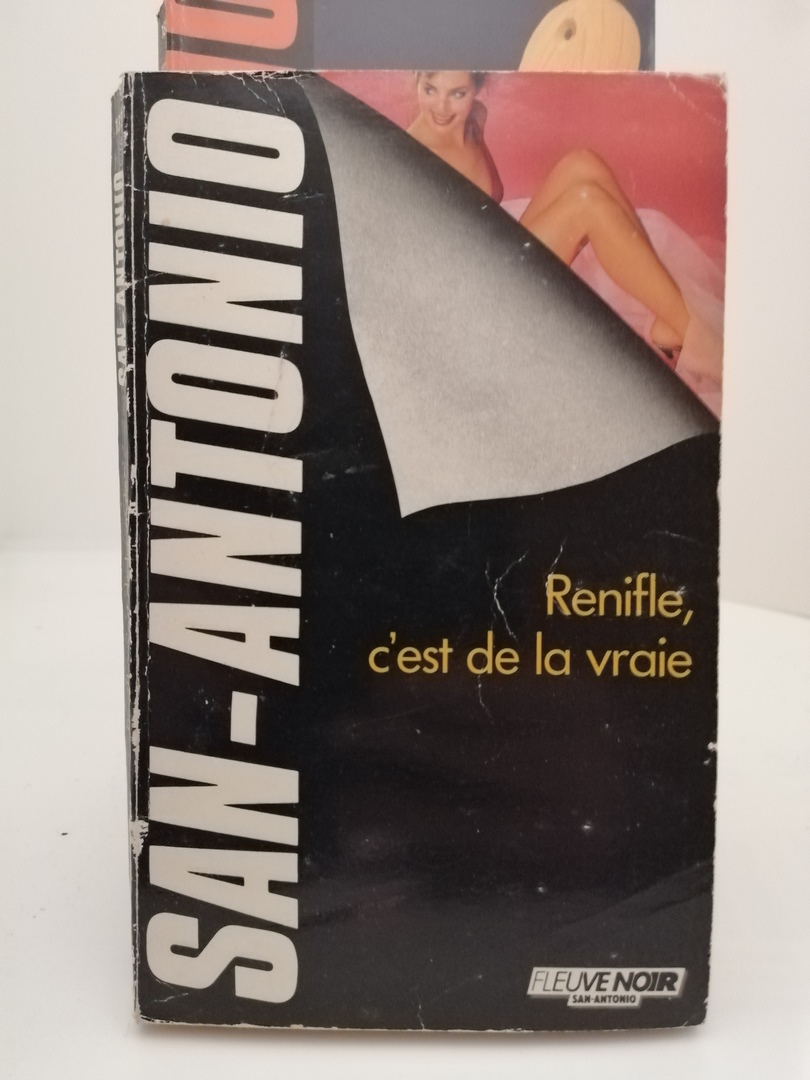 SAN-ANTONIO
SAN-ANTONIO
Renifle,
c'est de la vraie
FLEUVE NOIR
SAN-ANTONIO